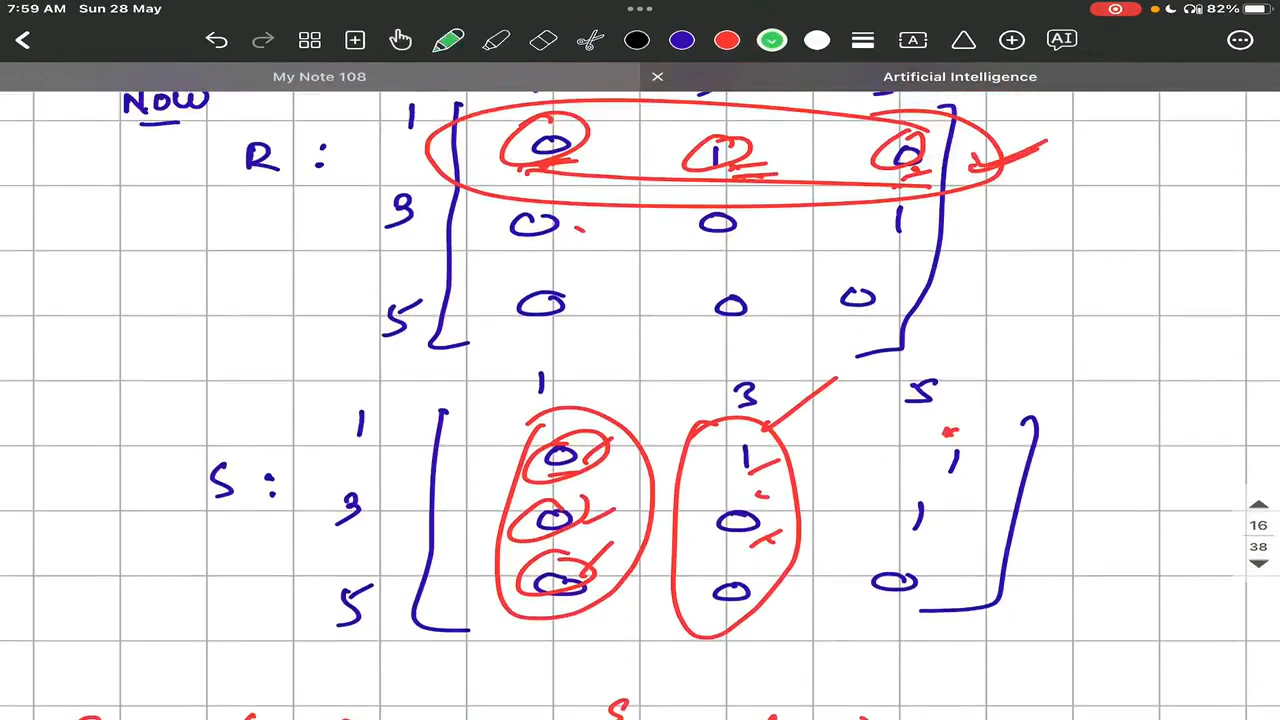 7:59 AM Sun 28 May
82%
A
AI
My Note 108
Artificial Intelligence
NOW
R : 1 0 1 0
3 0 0 1
5 0 0 0
1 3 5
1 0 1 1
S : 3 0 0 1
5 0 0 0
16
38
S